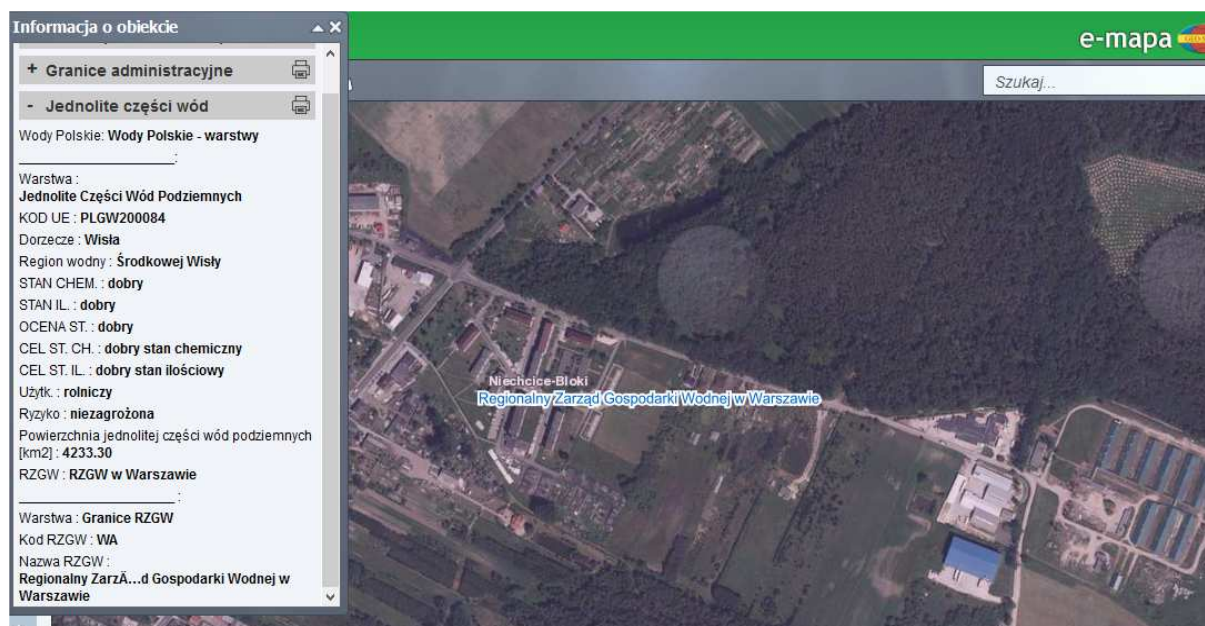 Informacja o obiekcie
e-mapa
+ Granice administracyjne
Szukaj...
- Jednolite części wód
Wody Polskie: Wody Polskie - warstwy
:
Warstwa :
Jednolite Części Wód Podziemnych
KOD UE : PLGW200084
Dorzecze : Wisła
Region wodny : Środkowej Wisły
STAN CHEM. : dobry
STAN IL. : dobry
OCENA ST. : dobry
CEL ST. CH. : dobry stan chemiczny
CEL ST. IL. : dobry stan ilościowy
Użytk. : rolniczy
Ryzyko : niezagrożona
Powierzchnia jednolitej części wód podziemnych
[km2] : 4233.30
RZGW : RZGW w Warszawie
:
Warstwa : Granice RZGW
Kod RZGW : WA
Nazwa RZGW :
Regionalny ZarzÄ...d Gospodarki Wodnej w
Warszawie
Niechcice-Bloki
Regionalny Zarząd Gospodarki Wodnej w Warszawie